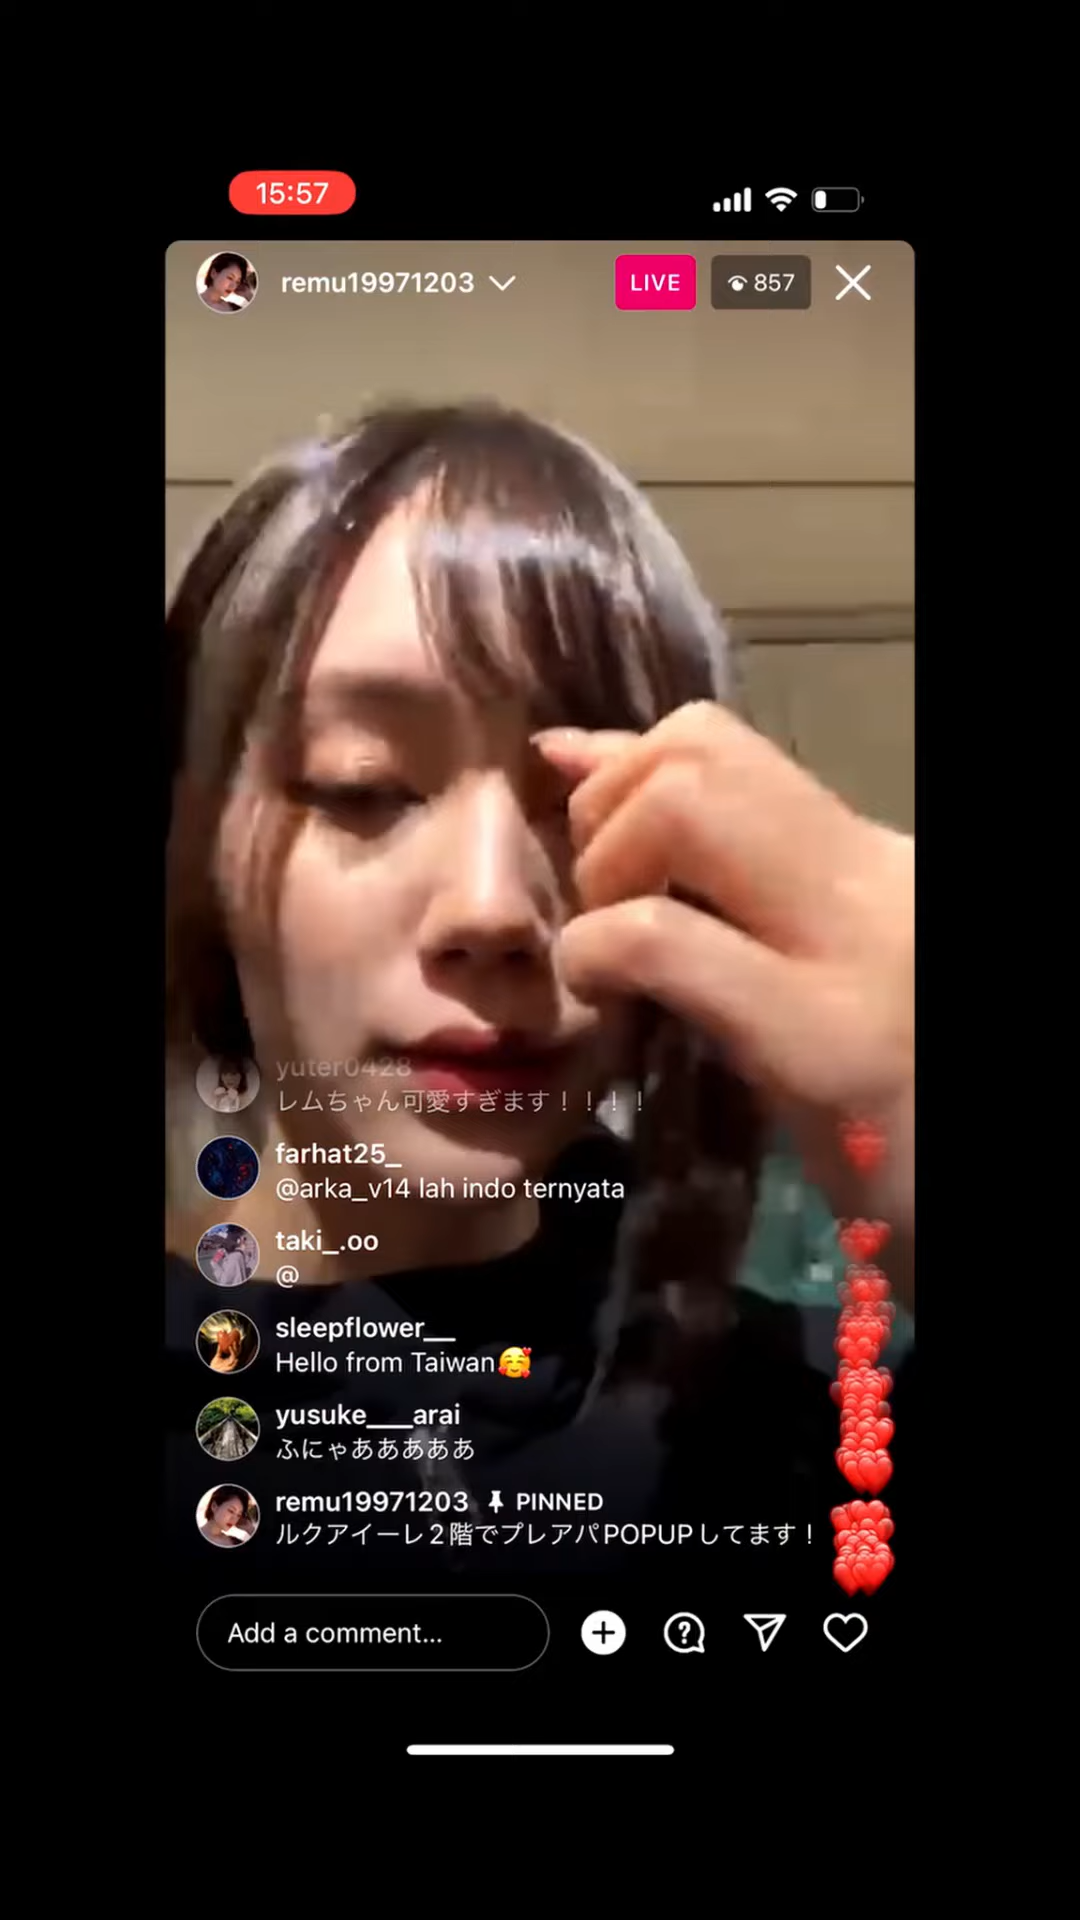 15:57
remu19971203
LIVE
857
yuter0428
レムちゃん可愛すぎます！！！！
farhat25_
@arka_v14 lah indo ternyata
taki_.oo
@
sleepflower__
Hello from Taiwan🥰
yusuke___arai
ふにゃあああああ
remu19971203 PINNED
ルクアイーレ２階でプレアパPOPUPしてます！
Add a comment...